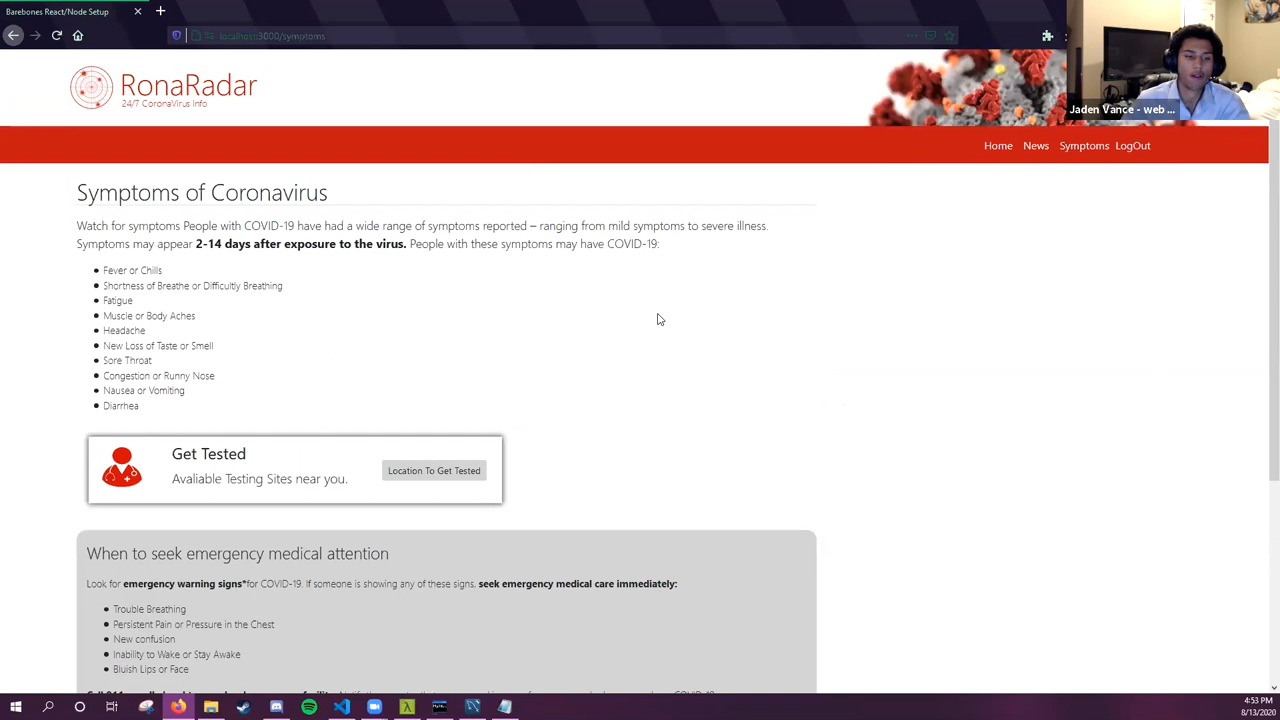 Barebones React/Node Setup
localhost:3000/symptoms
Jaden Vance - web ...
RonaRadar
24/7 CoronaVirus Info
Home News Symptoms LogOut
Symptoms of Coronavirus
Watch for symptoms People with COVID-19 have had a wide range of symptoms reported – ranging from mild symptoms to severe illness.
Symptoms may appear 2-14 days after exposure to the virus. People with these symptoms may have COVID-19:
Fever or Chills
Shortness of Breathe or Difficultly Breathing
Fatigue
Muscle or Body Aches
Headache
New Loss of Taste or Smell
Sore Throat
Congestion or Runny Nose
Nausea or Vomiting
Diarrhea
Get Tested
Avaliable Testing Sites near you.
Location To Get Tested
When to seek emergency medical attention
Look for emergency warning signs*for COVID-19. If someone is showing any of these signs, seek emergency medical care immediately:
Trouble Breathing
Persistent Pain or Pressure in the Chest
New confusion
Inability to Wake or Stay Awake
Bluish Lips or Face
4:53 PM
8/13/2020